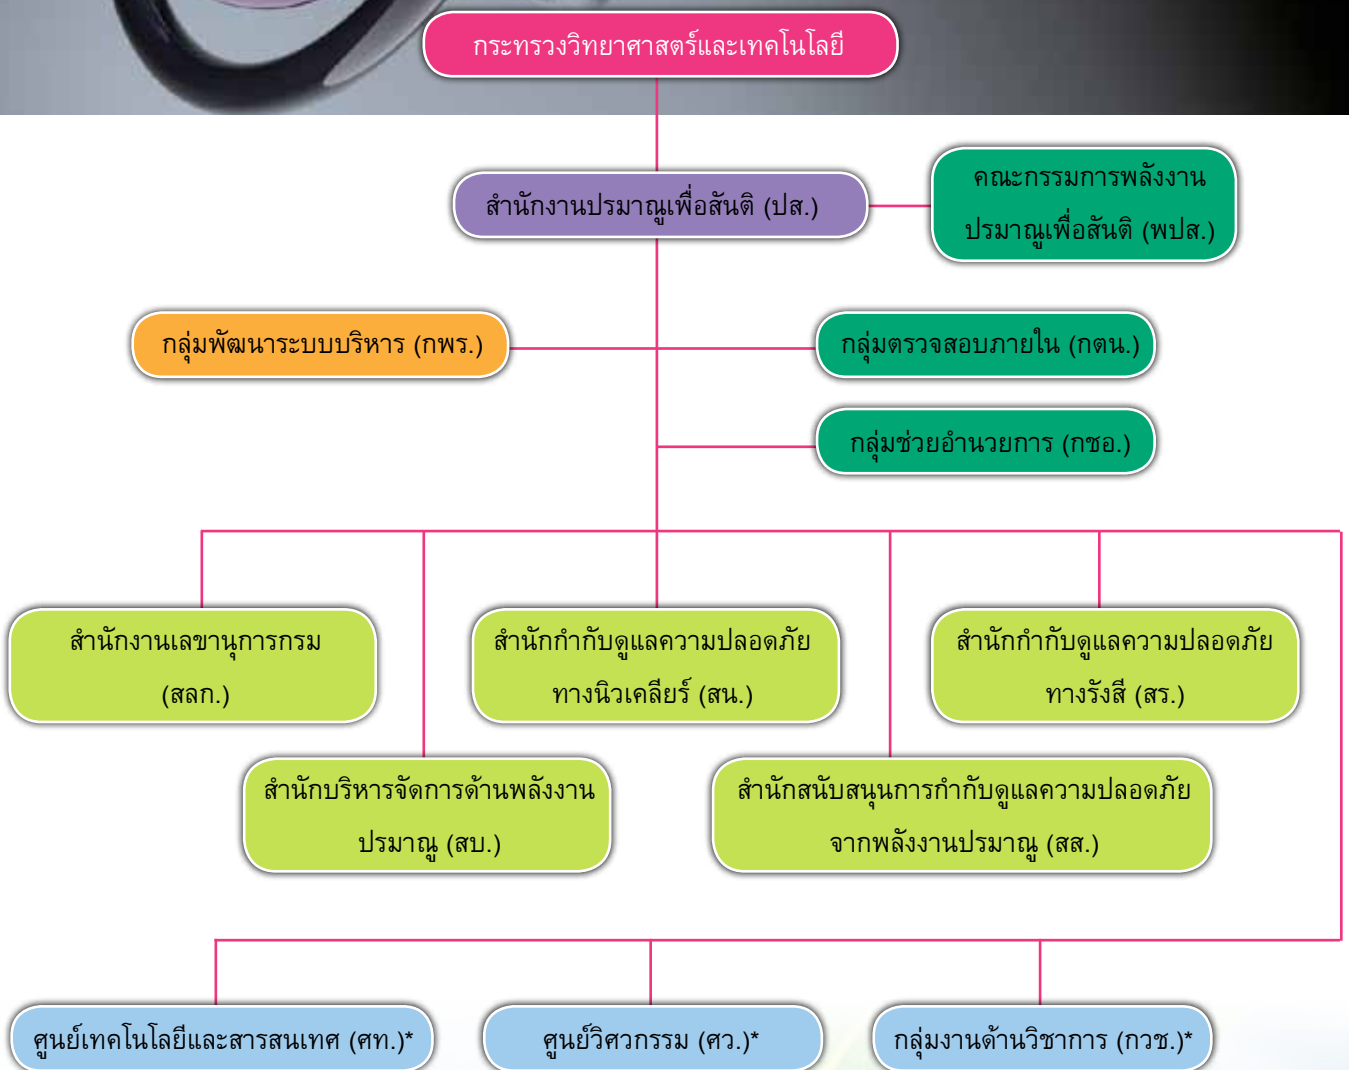 กระทรวงวิทยาศาสตร์และเทคโนโลยี
สำนักงานปรมาณูเพื่อสันติ (ปส.)
คณะกรรมการพลังงาน
ปรมาณูเพื่อสันติ (พปส.)
กลุ่มพัฒนาระบบบริหาร (กพร.)
กลุ่มตรวจสอบภายใน (กตน.)
กลุ่มช่วยอำนวยการ (กชอ.)
สำนักงานเลขานุการกรม
(สลก.)
สำนักกำกับดูแลความปลอดภัย
ทางนิวเคลียร์ (สน.)
สำนักกำกับดูแลความปลอดภัย
ทางรังสี (สร.)
สำนักบริหารจัดการด้านพลังงาน
ปรมาณู (สบ.)
สำนักสนับสนุนการกำกับดูแลความปลอดภัย
จากพลังงานปรมาณู (สส.)
ศูนย์เทคโนโลยีและสารสนเทศ (ศท.)*
ศูนย์วิศวกรรม (ศว.)*
กลุ่มงานด้านวิชาการ (กวช.)*